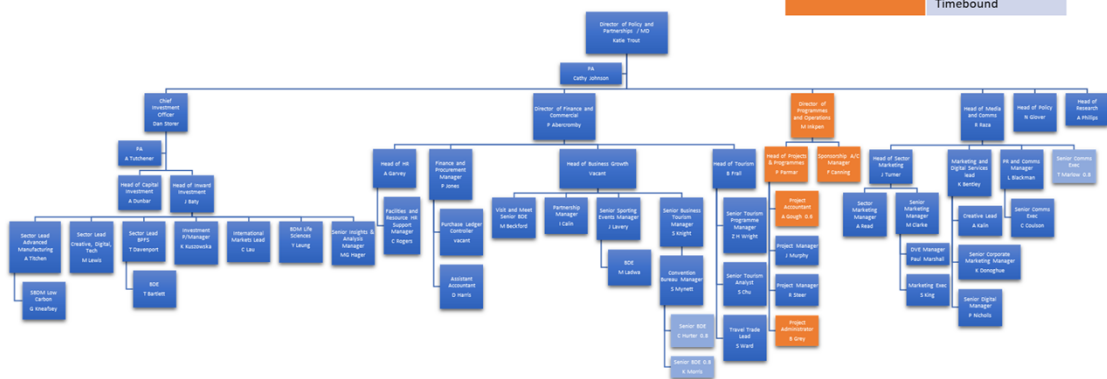 Timebound
Director of Policy and
Partnerships / MD
Katie Trout
PA
Cathy Johnson
Chief
Investment
Officer
Dan Storer
Director of Finance and
Commercial
P Abercromby
Director of
Programmes
and Operations
M Hilpen
Head of Media
and Comms
R Raza
Head of Policy
N Glover
Head of
Research
A Phillips
PA
A Tutchener
Head of Capital
Investment
A Dunbar
Head of Inward
Investment
J Baty
Head of HR
A Garvey
Finance and
Procurement
Manager
F Jones
Head of Business Growth
Vacant
Head of Tourism
B Frall
Head of Projects
& Programmes
P Parmar
Sponsorship A/C
Manager
F Canning
Head of Sector
Marketing
J Turner
Marketing and
Digital Services
lead
K Bentley
PR and Comms
Manager
L Blackman
Senior Comms
Exec
T Marlow 0.8
Sector Lead
Advanced
Manufacturing
A Titchen
Sector Lead
Creative, Digital,
Tech
M Lewis
Sector Lead
BPFS
T Davenport
Investment
P/Manager
K Russowska
International
Markets Lead
C Lau
BDM Life
Sciences
Y Leung
Senior Insights &
Analysis
Manager
MG Hager
SBDM Low
Carbon
G Kneafsey
BDE
T Bartlett
Facilities and
Resource HR
Support
Manager
C Rogers
Purchase Ledger
Controller
Vacant
Assistant
Accountant
D Harris
Visit and Meet
Senior BDE
M Beckford
Partnership
Manager
I Calin
Senior Sporting
Events Manager
J Lavery
Senior Business
Tourism
Manager
S Knight
BDE
M Ladwa
Convention
Bureau Manager
S Mynett
Senior BDE
C Hunter 0.8
Senior BDE 0.8
K Morris
Senior Tourism
Programme
Manager
Z H Wright
Senior Tourism
Analyst
S Chu
Travel Trade
Lead
S Ward
Project
Accountant
A Gough 0.6
Project Manager
J Murphy
Project Manager
K Steer
Project
Administrator
B Grey
Sector
Marketing
Manager
A Read
Senior
Marketing
Manager
M Clarke
DVE Manager
Paul Marshall
Marketing Exec
S King
Creative Lead
A Kalin
Senior Corporate
Marketing Manager
K Donoghue
Senior Digital
Manager
P Nicholls
Senior Comms
Exec
C Coulson